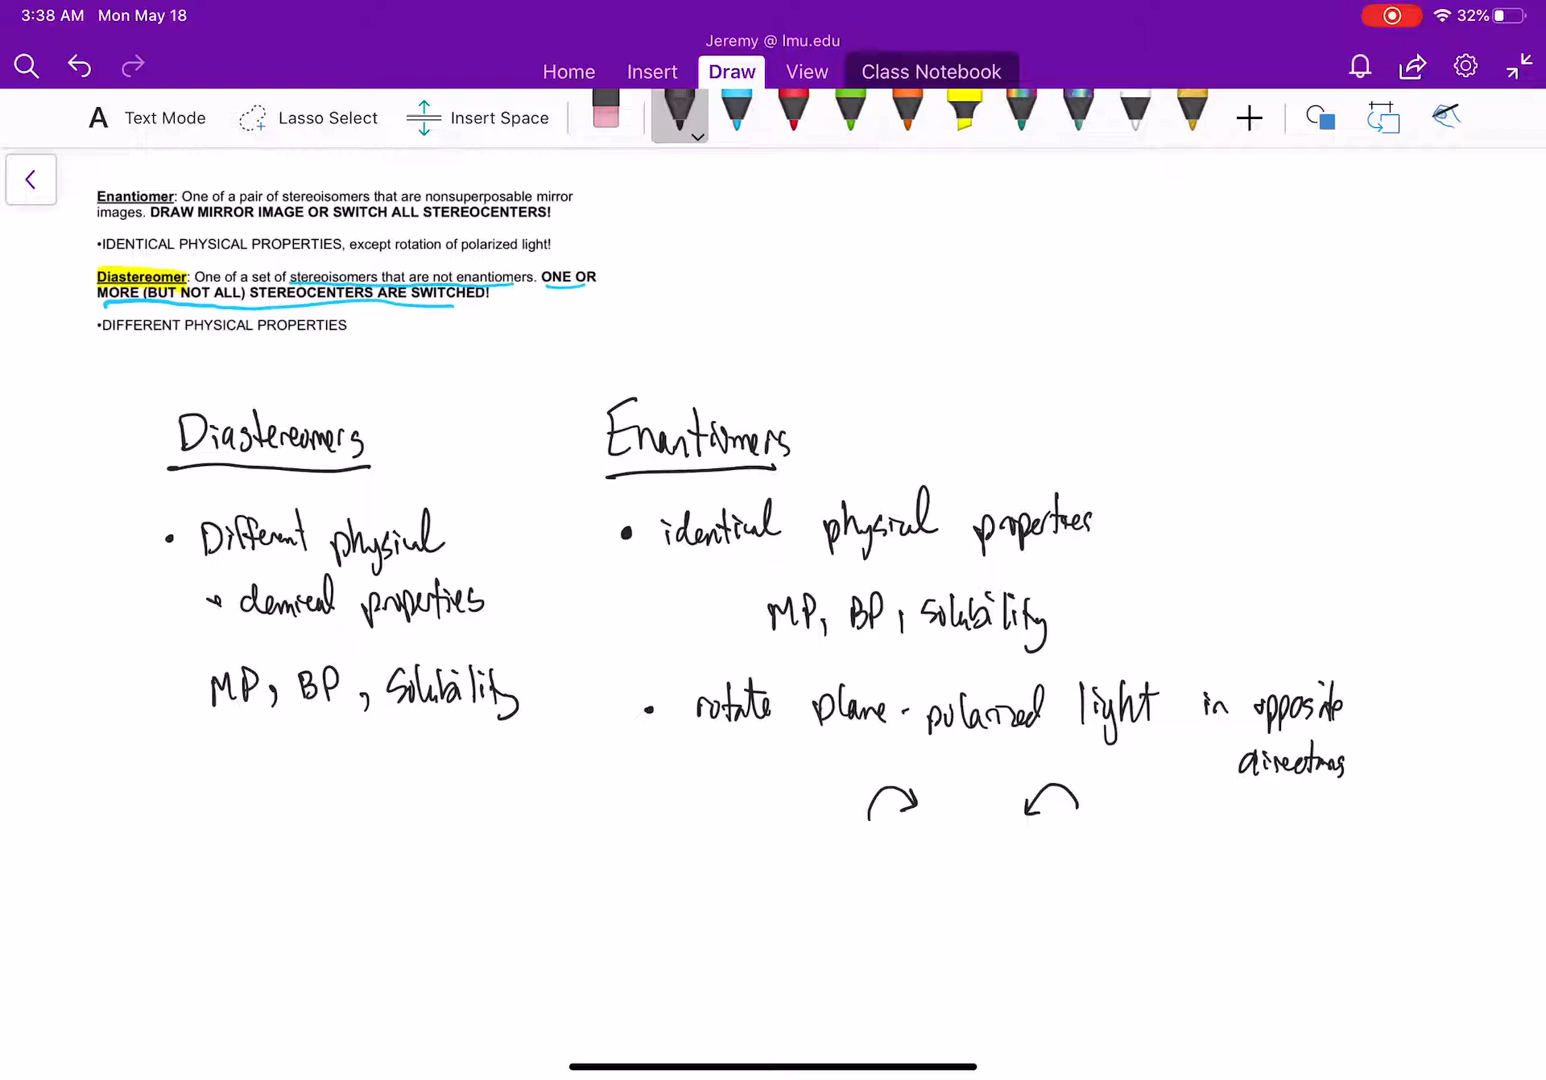 3:38 AM Mon May 18
32%
Jeremy @ lmu.edu
Home Insert Draw View Class Notebook
A Text Mode Lasso Select Insert Space
Enantiomer: One of a pair of stereoisomers that are nonsuperposable mirror
images. DRAW MIRROR IMAGE OR SWITCH ALL STEREOCENTERS!
•IDENTICAL PHYSICAL PROPERTIES, except rotation of polarized light!
Diastereomer: One of a set of stereoisomers that are not enantiomers. ONE OR
MORE (BUT NOT ALL) STEREOCENTERS ARE SWITCHED!
•DIFFERENT PHYSICAL PROPERTIES
Diastereomers
• Different physical
+ chemical properties
MP, BP, solubility
Enantiomers
• identical physical properties
MP, BP, solubility
• rotate plane-polarized light in opposite
directions